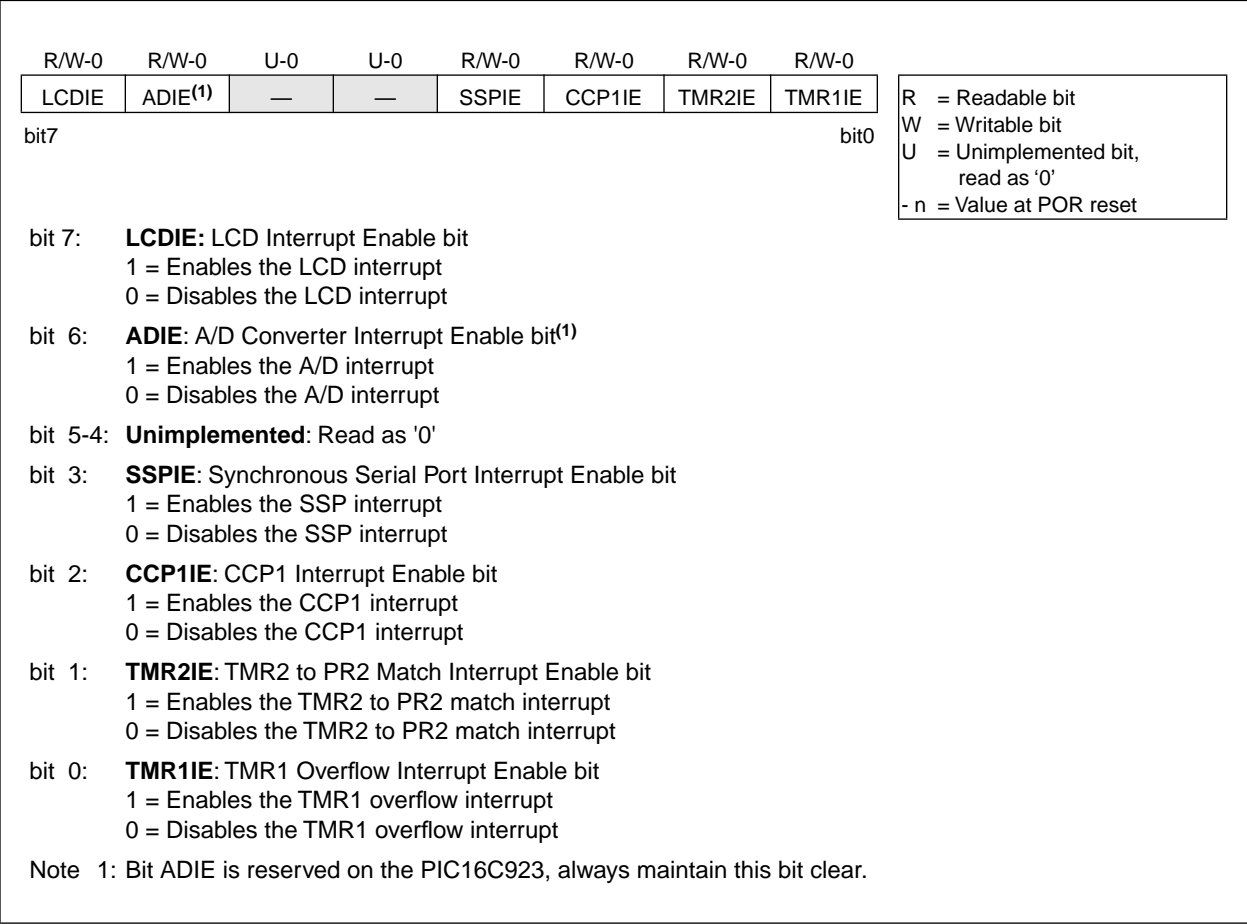 R/W-0 R/W-0 U-0 U-0 R/W-0 R/W-0 R/W-0 R/W-0
LCDIE ADIE(1) — — SSPIE CCP1IE TMR2IE TMR1IE
bit7 bit0
R = Readable bit
W = Writable bit
U = Unimplemented bit,
read as ‘0’
- n = Value at POR reset
bit 7: LCDIE: LCD Interrupt Enable bit
1 = Enables the LCD interrupt
0 = Disables the LCD interrupt
bit 6: ADIE: A/D Converter Interrupt Enable bit(1)
1 = Enables the A/D interrupt
0 = Disables the A/D interrupt
bit 5-4: Unimplemented: Read as '0'
bit 3: SSPIE: Synchronous Serial Port Interrupt Enable bit
1 = Enables the SSP interrupt
0 = Disables the SSP interrupt
bit 2: CCP1IE: CCP1 Interrupt Enable bit
1 = Enables the CCP1 interrupt
0 = Disables the CCP1 interrupt
bit 1: TMR2IE: TMR2 to PR2 Match Interrupt Enable bit
1 = Enables the TMR2 to PR2 match interrupt
0 = Disables the TMR2 to PR2 match interrupt
bit 0: TMR1IE: TMR1 Overflow Interrupt Enable bit
1 = Enables the TMR1 overflow interrupt
0 = Disables the TMR1 overflow interrupt
Note 1: Bit ADIE is reserved on the PIC16C923, always maintain this bit clear.